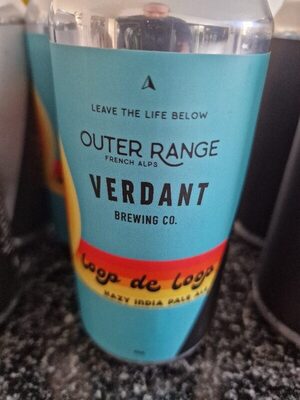 LEAVE THE LIFE BELOW
OUTER RANGE
FRENCH ALPS
VERDANT
BREWING CO.
Loop de Loop
HAZY INDIA PALE ALE